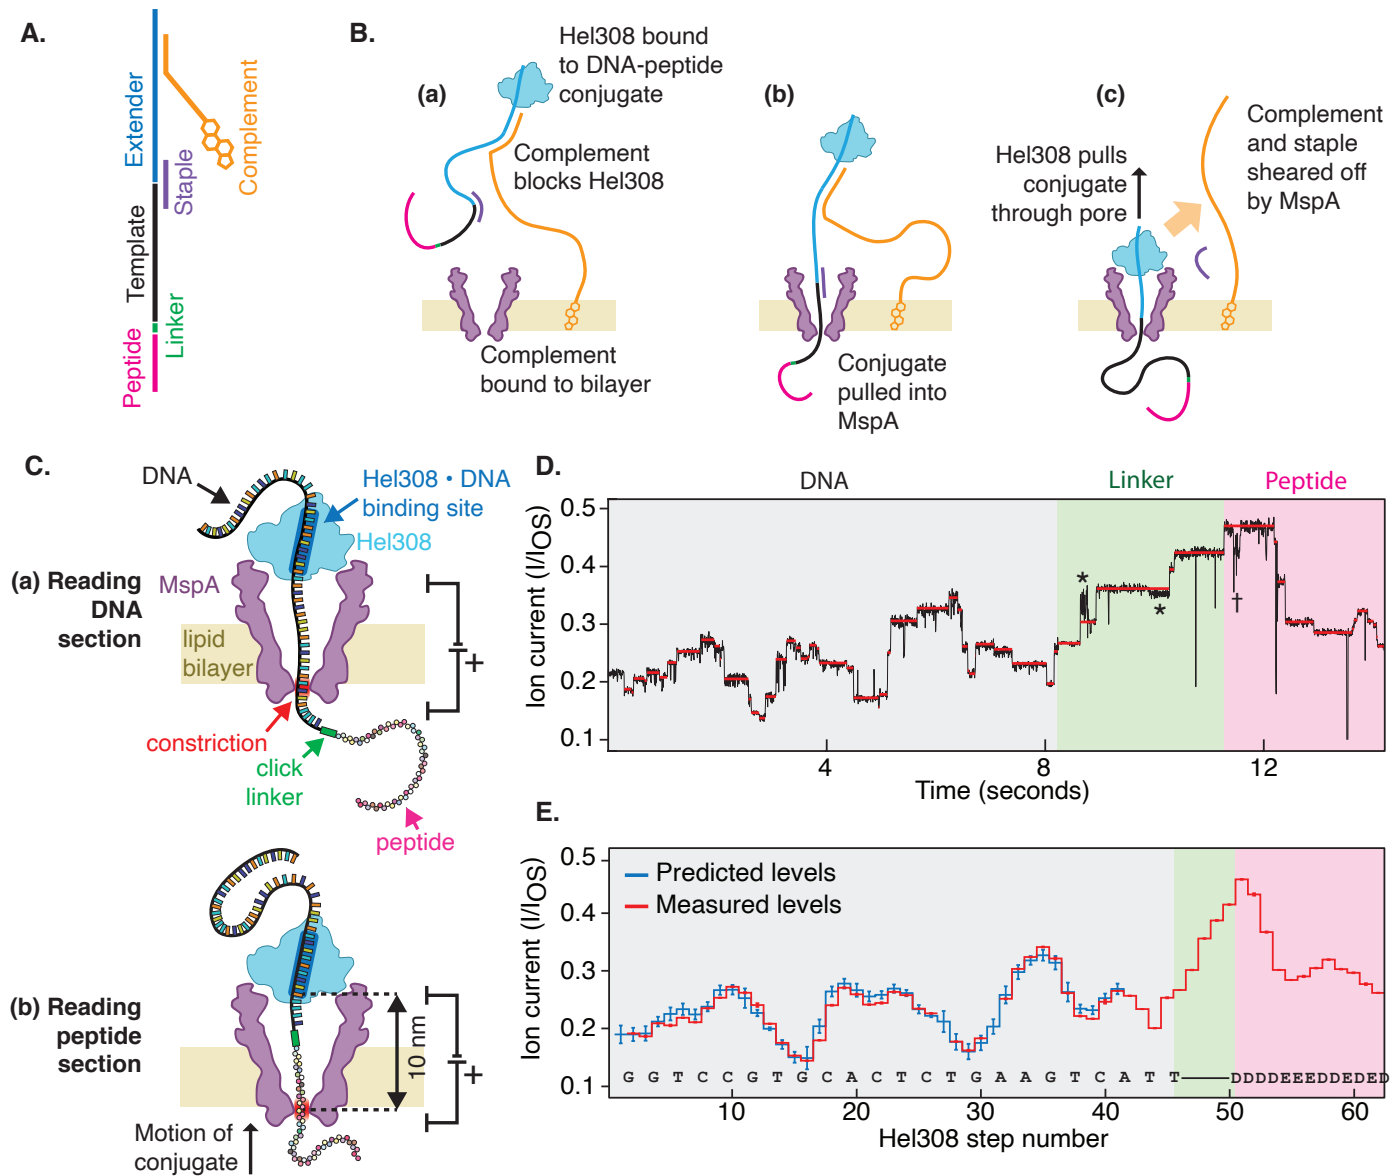 A.
Extender
Template
Peptide
Staple
Linker
Complement
B.
(a)
Hel308 bound
to DNA-peptide
conjugate
Complement
blocks Hel308
Complement
bound to bilayer
(b)
Conjugate
pulled into
MspA
(c)
Hel308 pulls
conjugate
through pore
Complement
and staple
sheared off
by MspA
C.
DNA
Hel308 • DNA
binding site
Hel308
(a) Reading
DNA
section
MspA
lipid
bilayer
+
constriction
click
linker
peptide
(b) Reading
peptide
section
10 nm
+
Motion of
conjugate
D.
DNA
Linker
Peptide
Ion current (I/IOS)
0.5
0.4
0.3
0.2
0.1
*
*
†
4
8
12
Time (seconds)
E.
Ion current (I/IOS)
0.5
0.4
0.3
0.2
0.1
Predicted levels
Measured levels
G G T C C G T G C A C T C T G A A G T C A T T DDDDEEEDDEDED
10
20
30
40
50
60
Hel308 step number